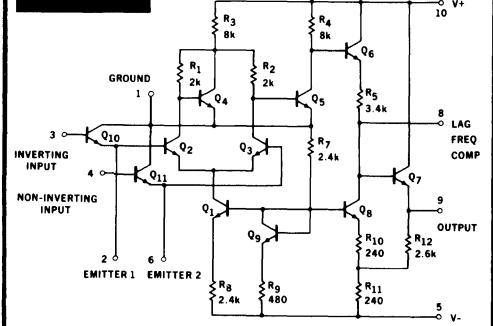 V+
10
R3
8k
R4
8k
Q6
R1
2k
R2
2k
Q4
Q5
R5
3.4k
GROUND
1
8
LAG
FREQ
COMP
3
Q10
Q2
Q3
R7
2.4k
INVERTING
INPUT
4
Q11
Q7
NON-INVERTING
INPUT
Q1
Q8
9
OUTPUT
Q9
R10
240
R12
2.6k
2
EMITTER 1
6
EMITTER 2
R8
2.4k
R9
480
R11
240
5
V-